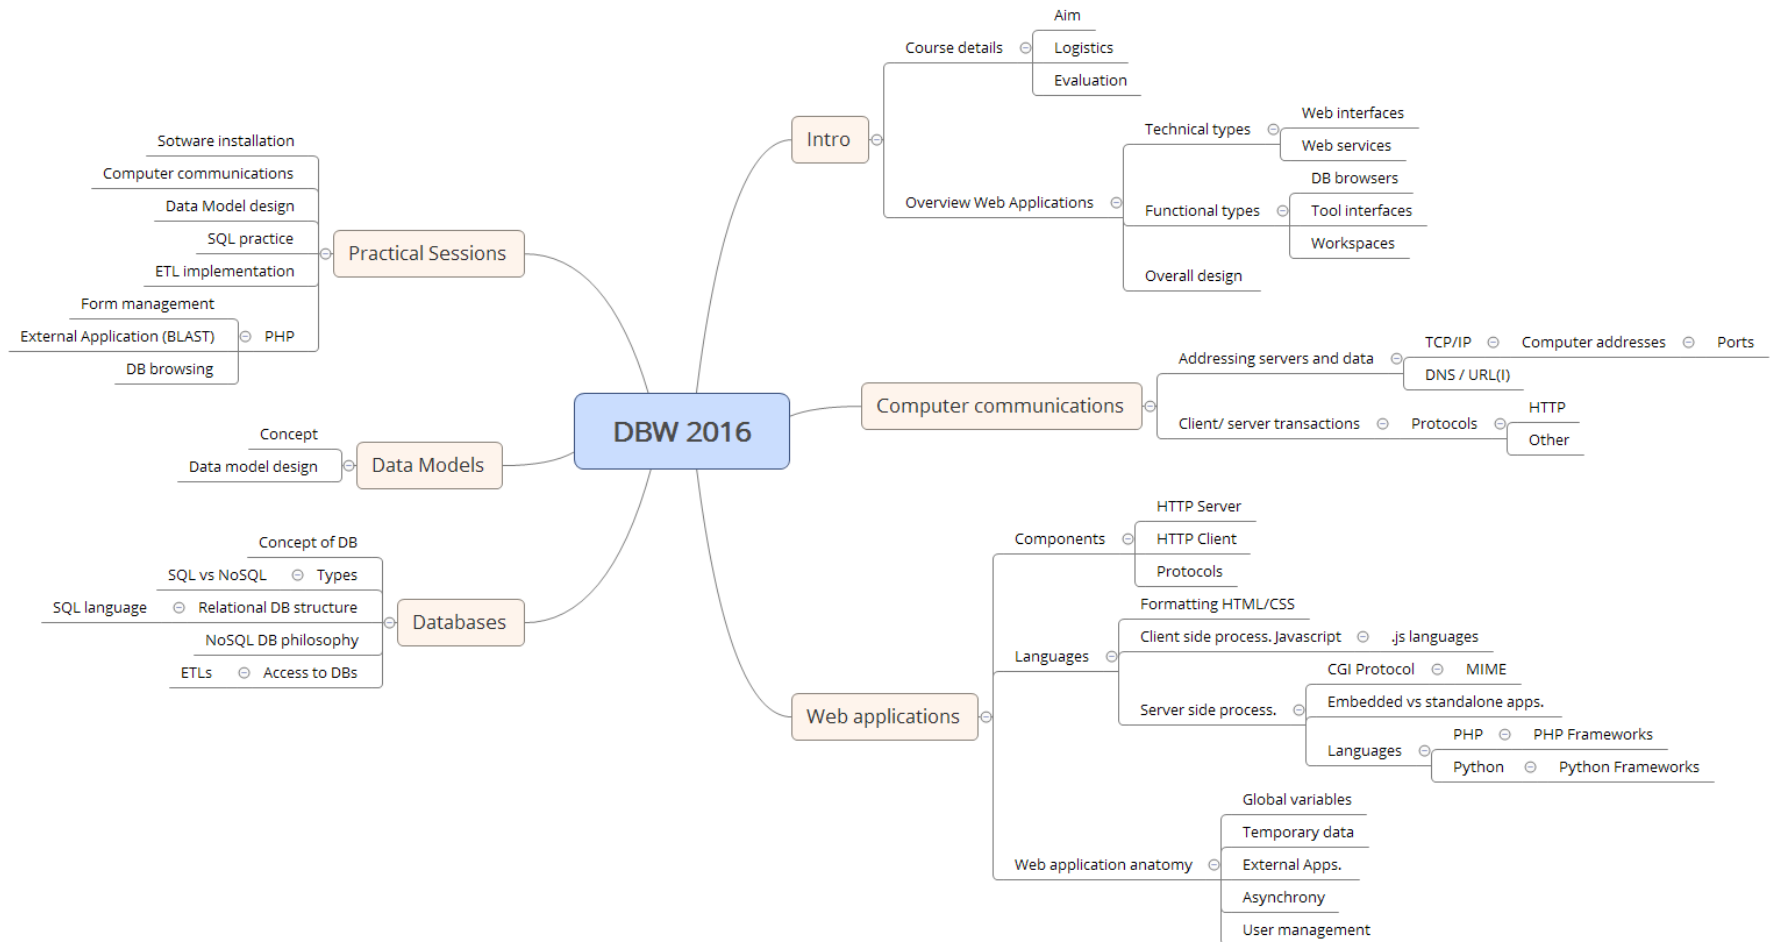 DBW 2016
Intro
Course details
Aim
Logistics
Evaluation
Overview Web Applications
Technical types
Web interfaces
Web services
Functional types
DB browsers
Tool interfaces
Workspaces
Overall design
Computer communications
Addressing servers and data
TCP/IP
Computer addresses
Ports
DNS / URL(I)
Client/ server transactions
Protocols
HTTP
Other
Web applications
Components
HTTP Server
HTTP Client
Protocols
Languages
Formatting HTML/CSS
Client side process. Javascript
.js languages
Server side process.
CGI Protocol
MIME
Embedded vs standalone apps.
Languages
PHP
PHP Frameworks
Python
Python Frameworks
Web application anatomy
Global variables
Temporary data
External Apps.
Asynchrony
User management
Practical Sessions
Sotware installation
Computer communications
Data Model design
SQL practice
ETL implementation
PHP
Form management
External Application (BLAST)
DB browsing
Data Models
Concept
Data model design
Databases
Concept of DB
Types
SQL vs NoSQL
Relational DB structure
SQL language
NoSQL DB philosophy
Access to DBs
ETLs